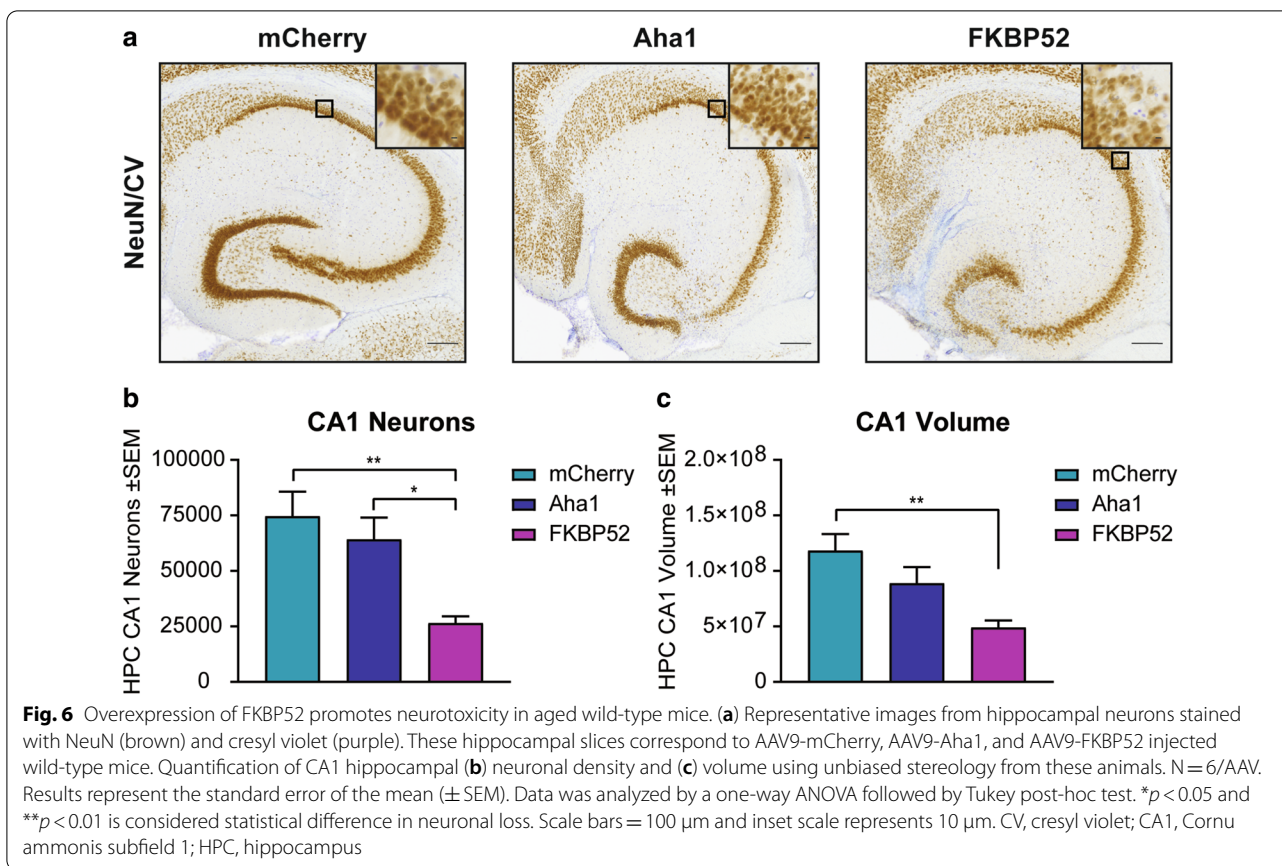 a
mCherry
Aha1
FKBP52
NeuN/CV
b
CA1 Neurons
HPC CA1 Neurons ±SEM
100000
75000
50000
25000
0
**
*
mCherry
Aha1
FKBP52
c
CA1 Volume
HPC CA1 Volume ±SEM
2.0×10⁸
1.5×10⁸
1×10⁸
5×10⁷
0
**
mCherry
Aha1
FKBP52
Fig. 6 Overexpression of FKBP52 promotes neurotoxicity in aged wild-type mice. (a) Representative images from hippocampal neurons stained
with NeuN (brown) and cresyl violet (purple). These hippocampal slices correspond to AAV9-mCherry, AAV9-Aha1, and AAV9-FKBP52 injected
wild-type mice. Quantification of CA1 hippocampal (b) neuronal density and (c) volume using unbiased stereology from these animals. N = 6/AAV.
Results represent the standard error of the mean (± SEM). Data was analyzed by a one-way ANOVA followed by Tukey post-hoc test. *p < 0.05 and
**p < 0.01 is considered statistical difference in neuronal loss. Scale bars = 100 µm and inset scale represents 10 µm. CV, cresyl violet; CA1, Cornu
ammonis subfield 1; HPC, hippocampus